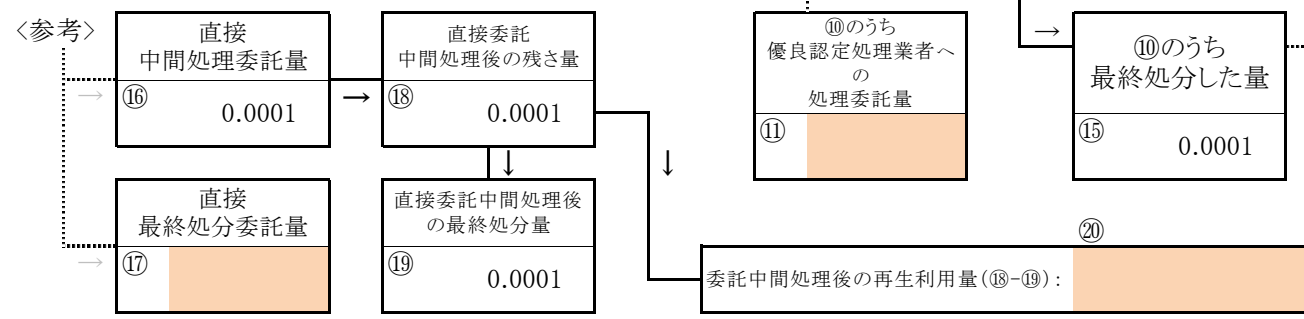 〈参考〉
直接
中間処理委託量
→
⑯
0.0001
→
直接委託
中間処理後の残さ量
⑱
0.0001
⑩のうち
優良認定処理業者へ
の
処理委託量
⑪
→
⑩のうち
最終処分した量
⑮
0.0001
↓
↓
直接
最終処分委託量
→
⑰
直接委託中間処理後
の最終処分量
⑲
0.0001
⑳
委託中間処理後の再生利用量(⑱-⑲)：